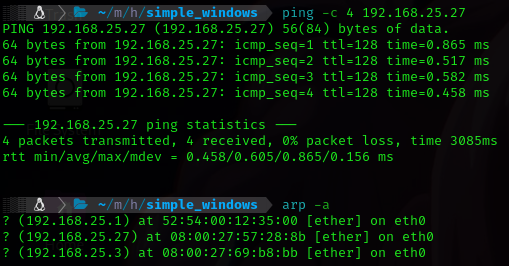 ~/m/h/simple_windows ping -c 4 192.168.25.27
PING 192.168.25.27 (192.168.25.27) 56(84) bytes of data.
64 bytes from 192.168.25.27: icmp_seq=1 ttl=128 time=0.865 ms
64 bytes from 192.168.25.27: icmp_seq=2 ttl=128 time=0.517 ms
64 bytes from 192.168.25.27: icmp_seq=3 ttl=128 time=0.582 ms
64 bytes from 192.168.25.27: icmp_seq=4 ttl=128 time=0.458 ms
--- 192.168.25.27 ping statistics ---
4 packets transmitted, 4 received, 0% packet loss, time 3085ms
rtt min/avg/max/mdev = 0.458/0.605/0.865/0.156 ms
~/m/h/simple_windows arp -a
? (192.168.25.1) at 52:54:00:12:35:00 [ether] on eth0
? (192.168.25.27) at 08:00:27:57:28:8b [ether] on eth0
? (192.168.25.3) at 08:00:27:69:b8:bb [ether] on eth0